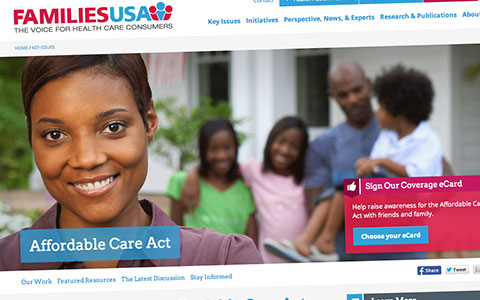 Contact
FAMILIESUSA
THE VOICE FOR HEALTH CARE CONSUMERS
Key Issues Initiatives Perspective, News, & Experts Research & Publications
HOME / KEY ISSUES
Sign Our Coverage eCard
Help raise awareness for the Affordable
Act with friends and family.
Choose your eCard
Affordable Care Act
Our Work Featured Resources The Latest Discussion Stay Informed
Share Tweet
Learn More